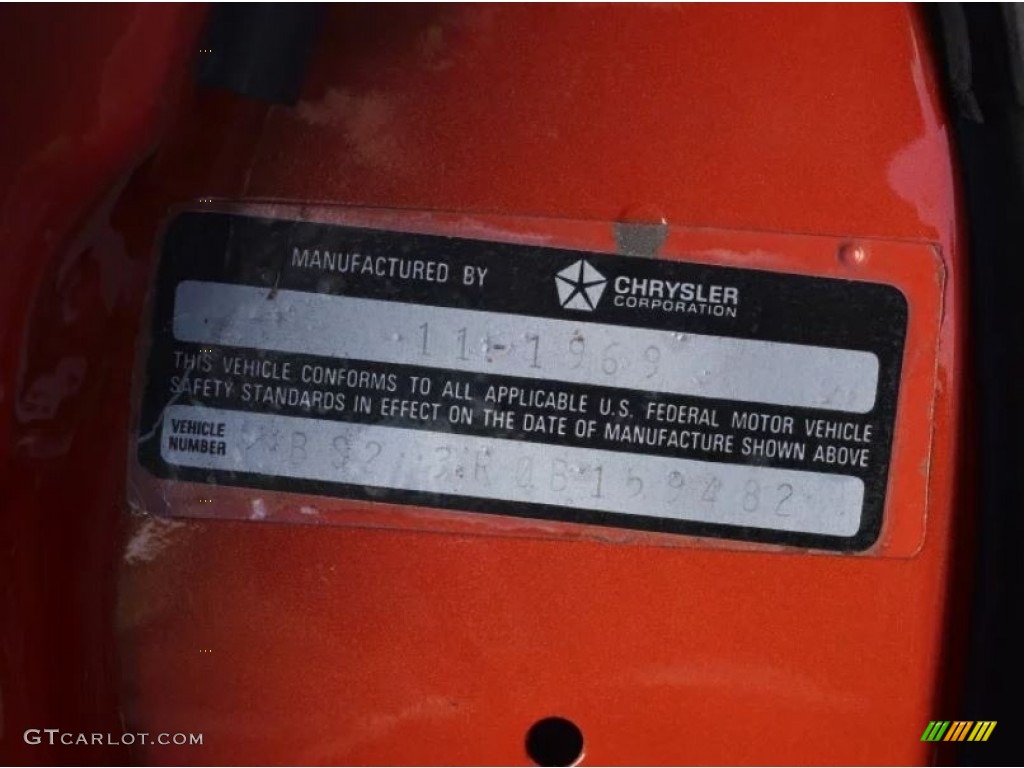 MANUFACTURED BY CHRYSLER
CORPORATION
11-1969
THIS VEHICLE CONFORMS TO ALL APPLICABLE U.S. FEDERAL MOTOR VEHICLE
SAFETY STANDARDS IN EFFECT ON THE DATE OF MANUFACTURE SHOWN ABOVE
VEHICLE
NUMBER
BS23R0B159482
GTCARLOT.COM